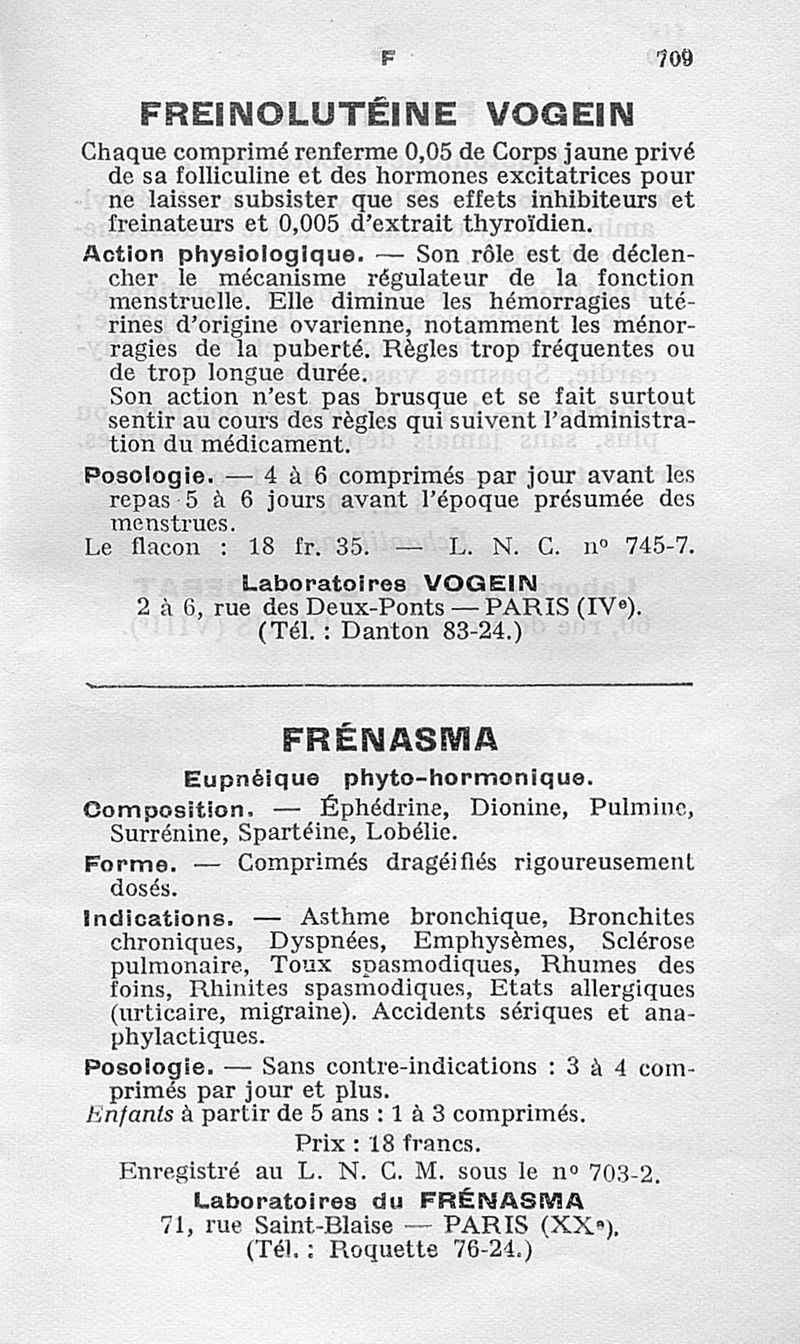 F 709
FREINOLUTÉINE VOGEIN
Chaque comprimé renferme 0,05 de Corps jaune privé
de sa folliculine et des hormones excitatrices pour
ne laisser subsister que ses effets inhibiteurs et
freinateurs et 0,005 d'extrait thyroïdien.
Action physiologique. — Son rôle est de déclen-
cher le mécanisme régulateur de la fonction
menstruelle. Elle diminue les hémorragies uté-
rines d'origine ovarienne, notamment les ménor-
ragies de la puberté. Règles trop fréquentes ou
de trop longue durée.
Son action n'est pas brusque et se fait surtout
sentir au cours des règles qui suivent l'administra-
tion du médicament.
Posologie. — 4 à 6 comprimés par jour avant les
repas 5 à 6 jours avant l'époque présumée des
menstrues.
Le flacon : 18 fr. 35. — L. N. C. nº 745-7.
Laboratoires VOGEIN
2 à 6, rue des Deux-Ponts — PARIS (IVe).
(Tél. : Danton 83-24.)
FRÉNASMA
Eupnéique phyto-hormonique.
Composition. — Éphédrine, Dionine, Pulmine,
Surrénine, Spartéine, Lobélie.
Forme. — Comprimés dragéifiés rigoureusement
dosés.
Indications. — Asthme bronchique, Bronchites
chroniques, Dyspnées, Emphysèmes, Sclérose
pulmonaire, Toux spasmodiques, Rhumes des
foins, Rhinites spasmodiques, Etats allergiques
(urticaire, migraine). Accidents sériques et ana-
phylactiques.
Posologie. — Sans contre-indications : 3 à 4 com-
primés par jour et plus.
Enfants à partir de 5 ans : 1 à 3 comprimés.
Prix : 18 francs.
Enregistré au L. N. C. M. sous le nº 703-2.
Laboratoires du FRÉNASMA
71, rue Saint-Blaise — PARIS (XXe).
(Tél. : Roquette 76-24.)